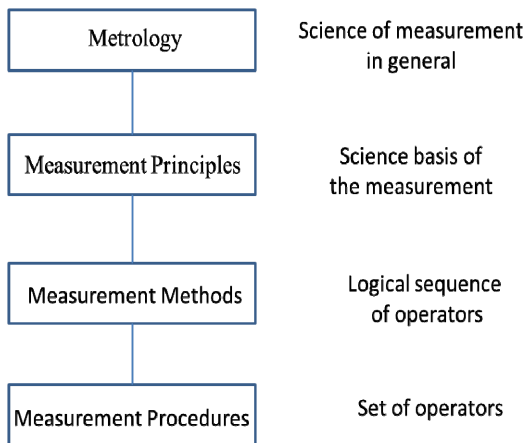 Metrology
Science of measurement
in general
Measurement Principles
Science basis of
the measurement
Measurement Methods
Logical sequence
of operators
Measurement Procedures
Set of operators